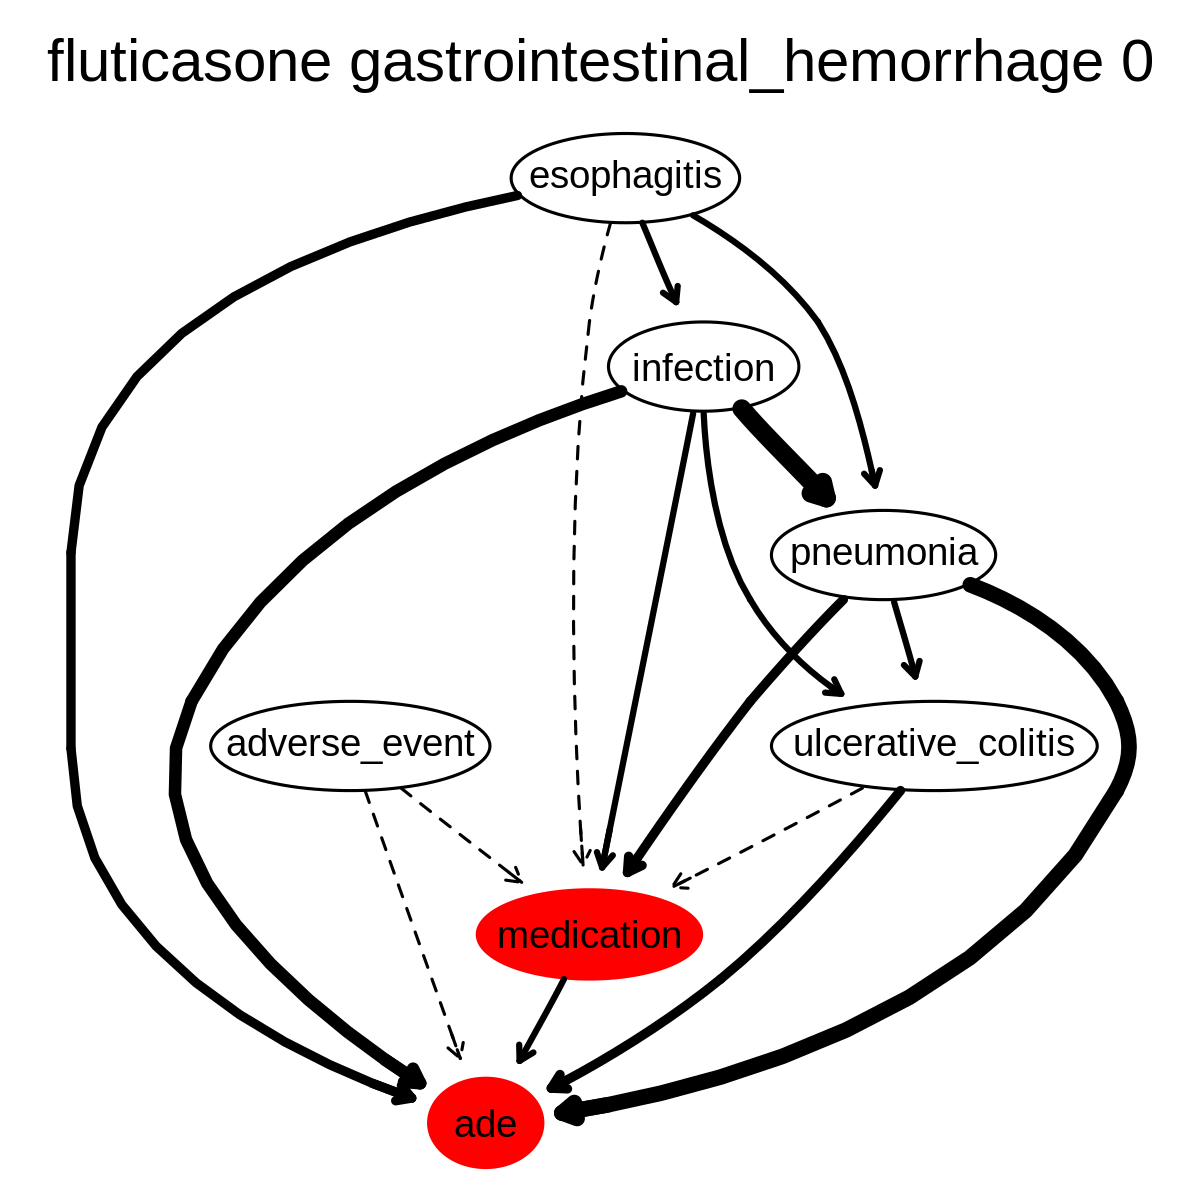 fluticasone gastrointestinal_hemorrhage 0
esophagitis
infection
pneumonia
adverse_event
ulcerative_colitis
medication
ade